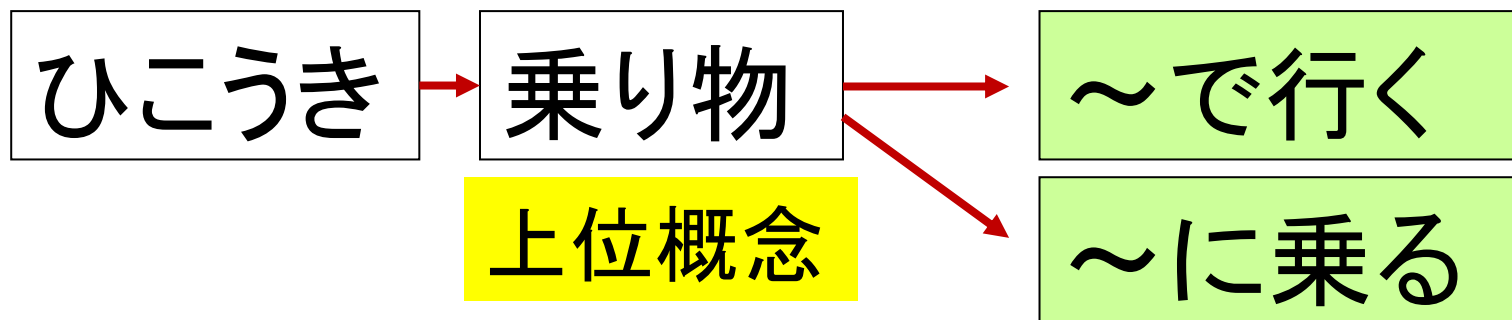 ひこうき
乗り物
~で行く
上位概念
~に乗る